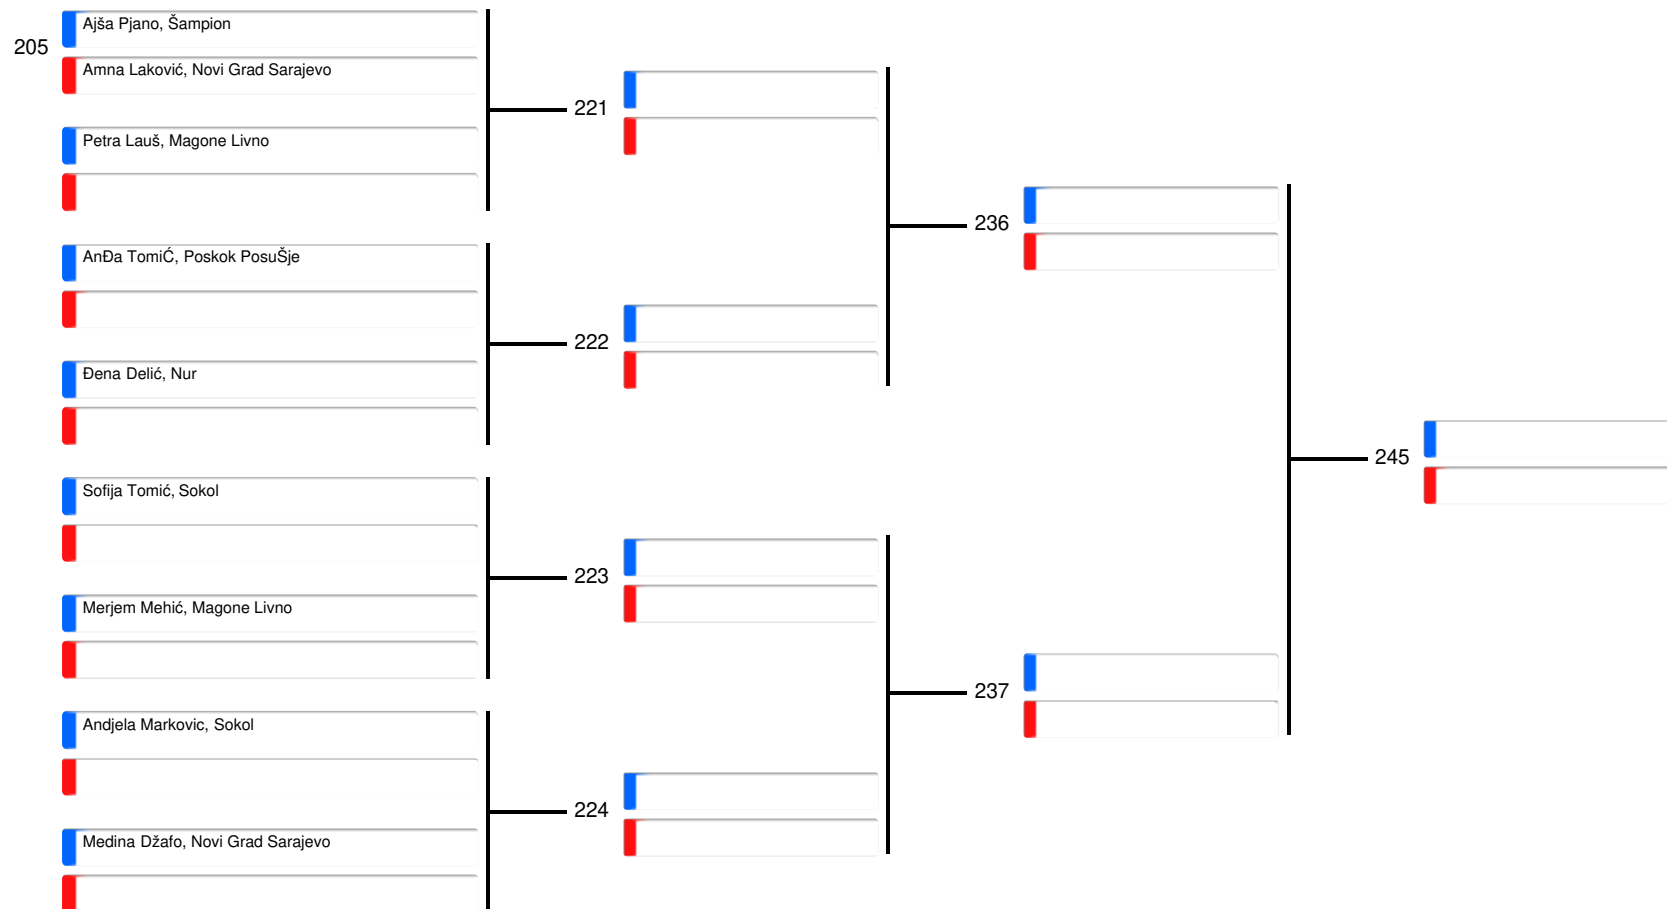 Ajša Pjano, Šampion
205
Amna Laković, Novi Grad Sarajevo
221
Petra Lauš, Magone Livno
236
AnĐa TomiĆ, Poskok PosuŠje
222
Đena Delić, Nur
245
Sofija Tomić, Sokol
223
Merjem Mehić, Magone Livno
237
Andjela Markovic, Sokol
224
Medina Džafo, Novi Grad Sarajevo